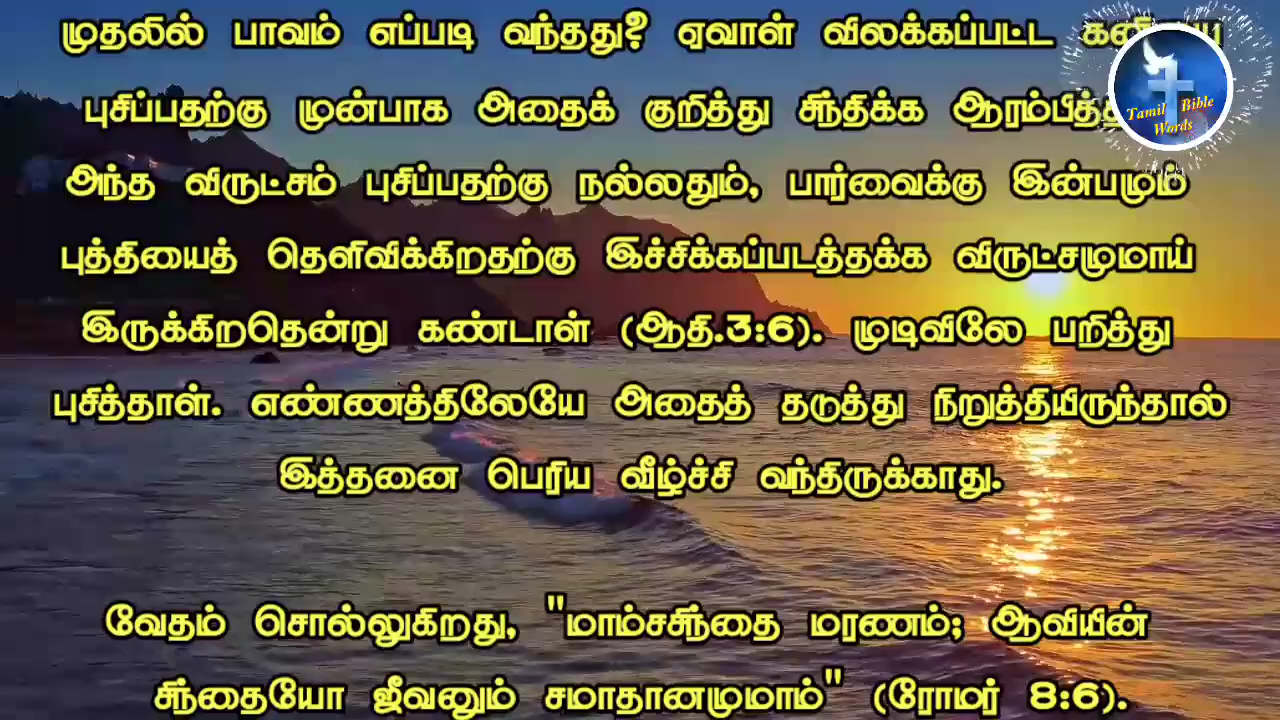 முதலில் பாவம் எப்படி வந்தது? ஏவாள் விலக்கப்பட்ட
புசிப்பதற்கு முன்பாக அதைக் குறித்து சிந்திக்க
அந்த விருட்சம் புசிப்பதற்கு நல்லதும், பார்வைக்கு இன்பமும்
புத்தியைத் தெளிவிக்கிறதற்கு இச்சிக்கப்படத்தக்க விருட்சமுமாய்
இருக்கிறதென்று கண்டாள் (ஆதி.3:6). முடிவிலே பறித்து
புசித்தாள். எண்ணத்திலேயே அதைத் தடுத்து நிறுத்தியிருந்தால்
இத்தனை பெரிய வீழ்ச்சி வந்திருக்காது.
வேதம் சொல்லுகிறது, "மாம்சசிந்தை மரணம்; ஆவியின்
சிந்தையோ ஜீவனும் சமாதானமுமாம்" (ரோமர் 8:6).
Tamil Bible
Words